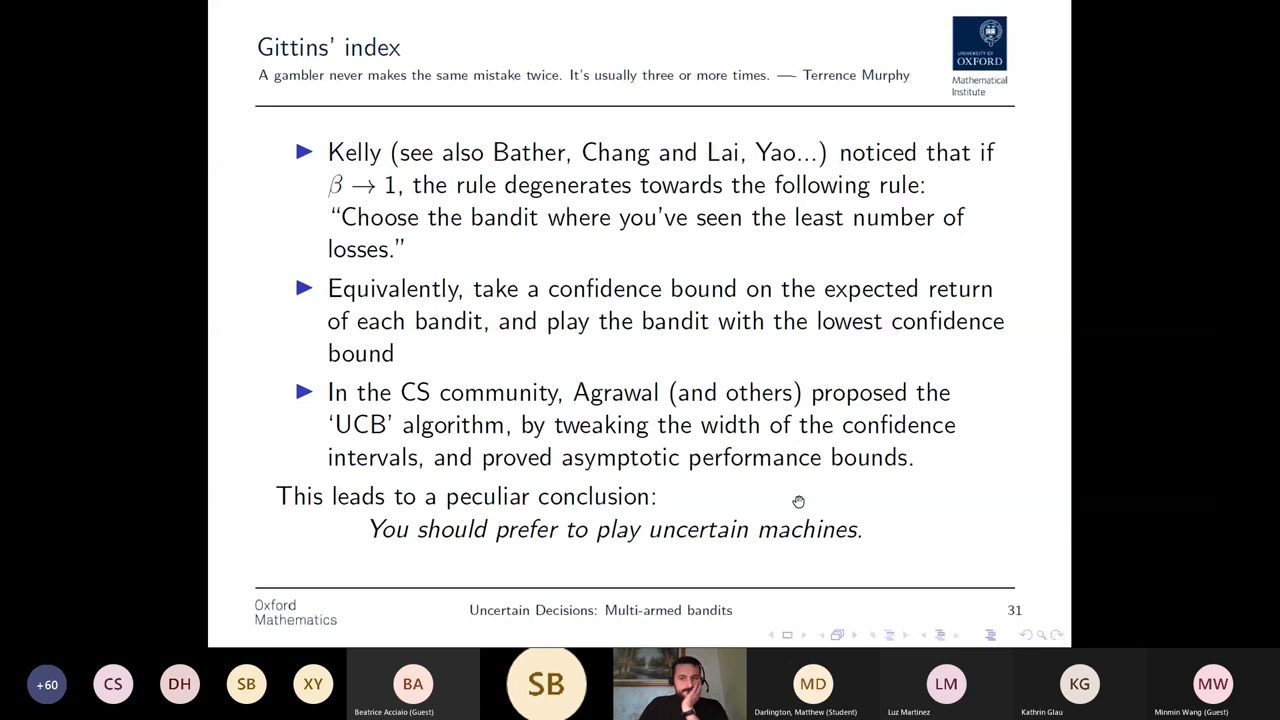 Gittins' index
A gambler never makes the same mistake twice. It's usually three or more times. — Terrence Murphy
UNIVERSITY OF
OXFORD
Mathematical
Institute
▶ Kelly (see also Bather, Chang and Lai, Yao...) noticed that if
β → 1, the rule degenerates towards the following rule:
“Choose the bandit where you've seen the least number of
losses.”
▶ Equivalently, take a confidence bound on the expected return
of each bandit, and play the bandit with the lowest confidence
bound
▶ In the CS community, Agrawal (and others) proposed the
‘UCB’ algorithm, by tweaking the width of the confidence
intervals, and proved asymptotic performance bounds.
This leads to a peculiar conclusion:
You should prefer to play uncertain machines.
Oxford
Mathematics
Uncertain Decisions: Multi-armed bandits
31
+60
CS
DH
SB
XY
BA
Beatrice Acciaio (Guest)
SB
MD
Darlington, Matthew (Student)
LM
Luz Martinez
KG
Kathrin Glau
MW
Minmin Wang (Guest)